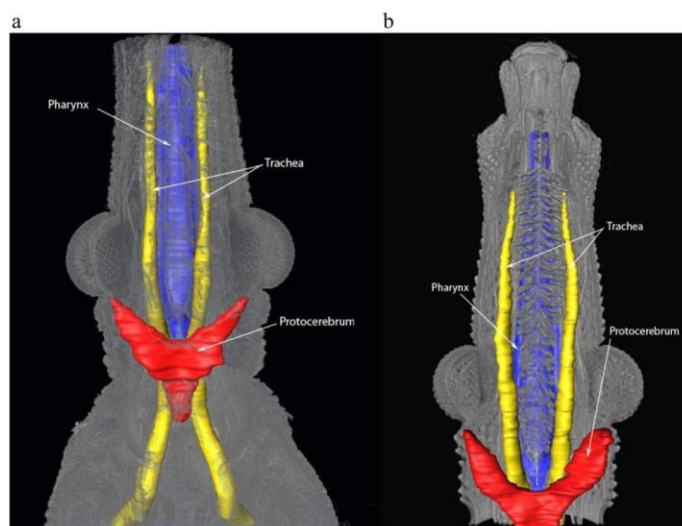 a
b
Pharynx
Trachea
Protocerebrum
Trachea
Pharynx
Protocerebrum